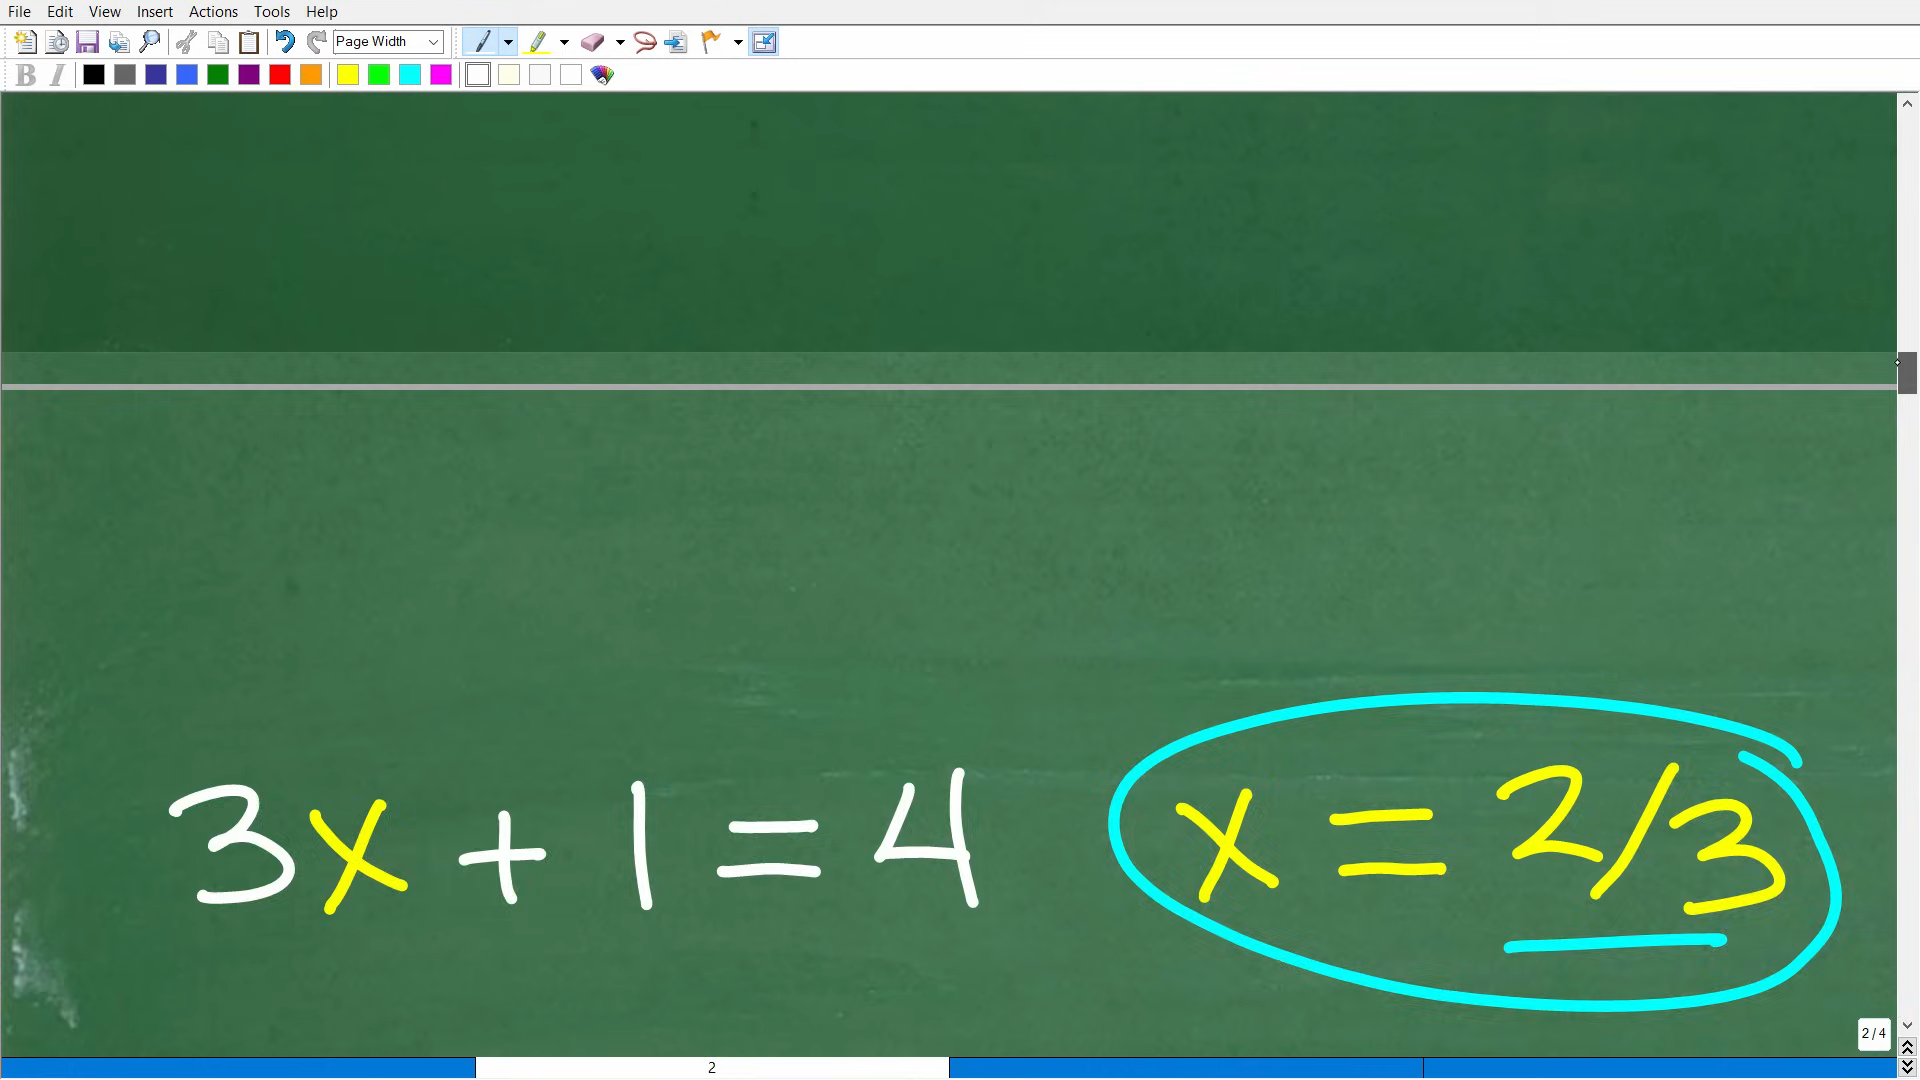 File Edit View Insert Actions Tools Help
Page Width
B I
3x + 1 = 4 x = 2/3
2 / 4
2